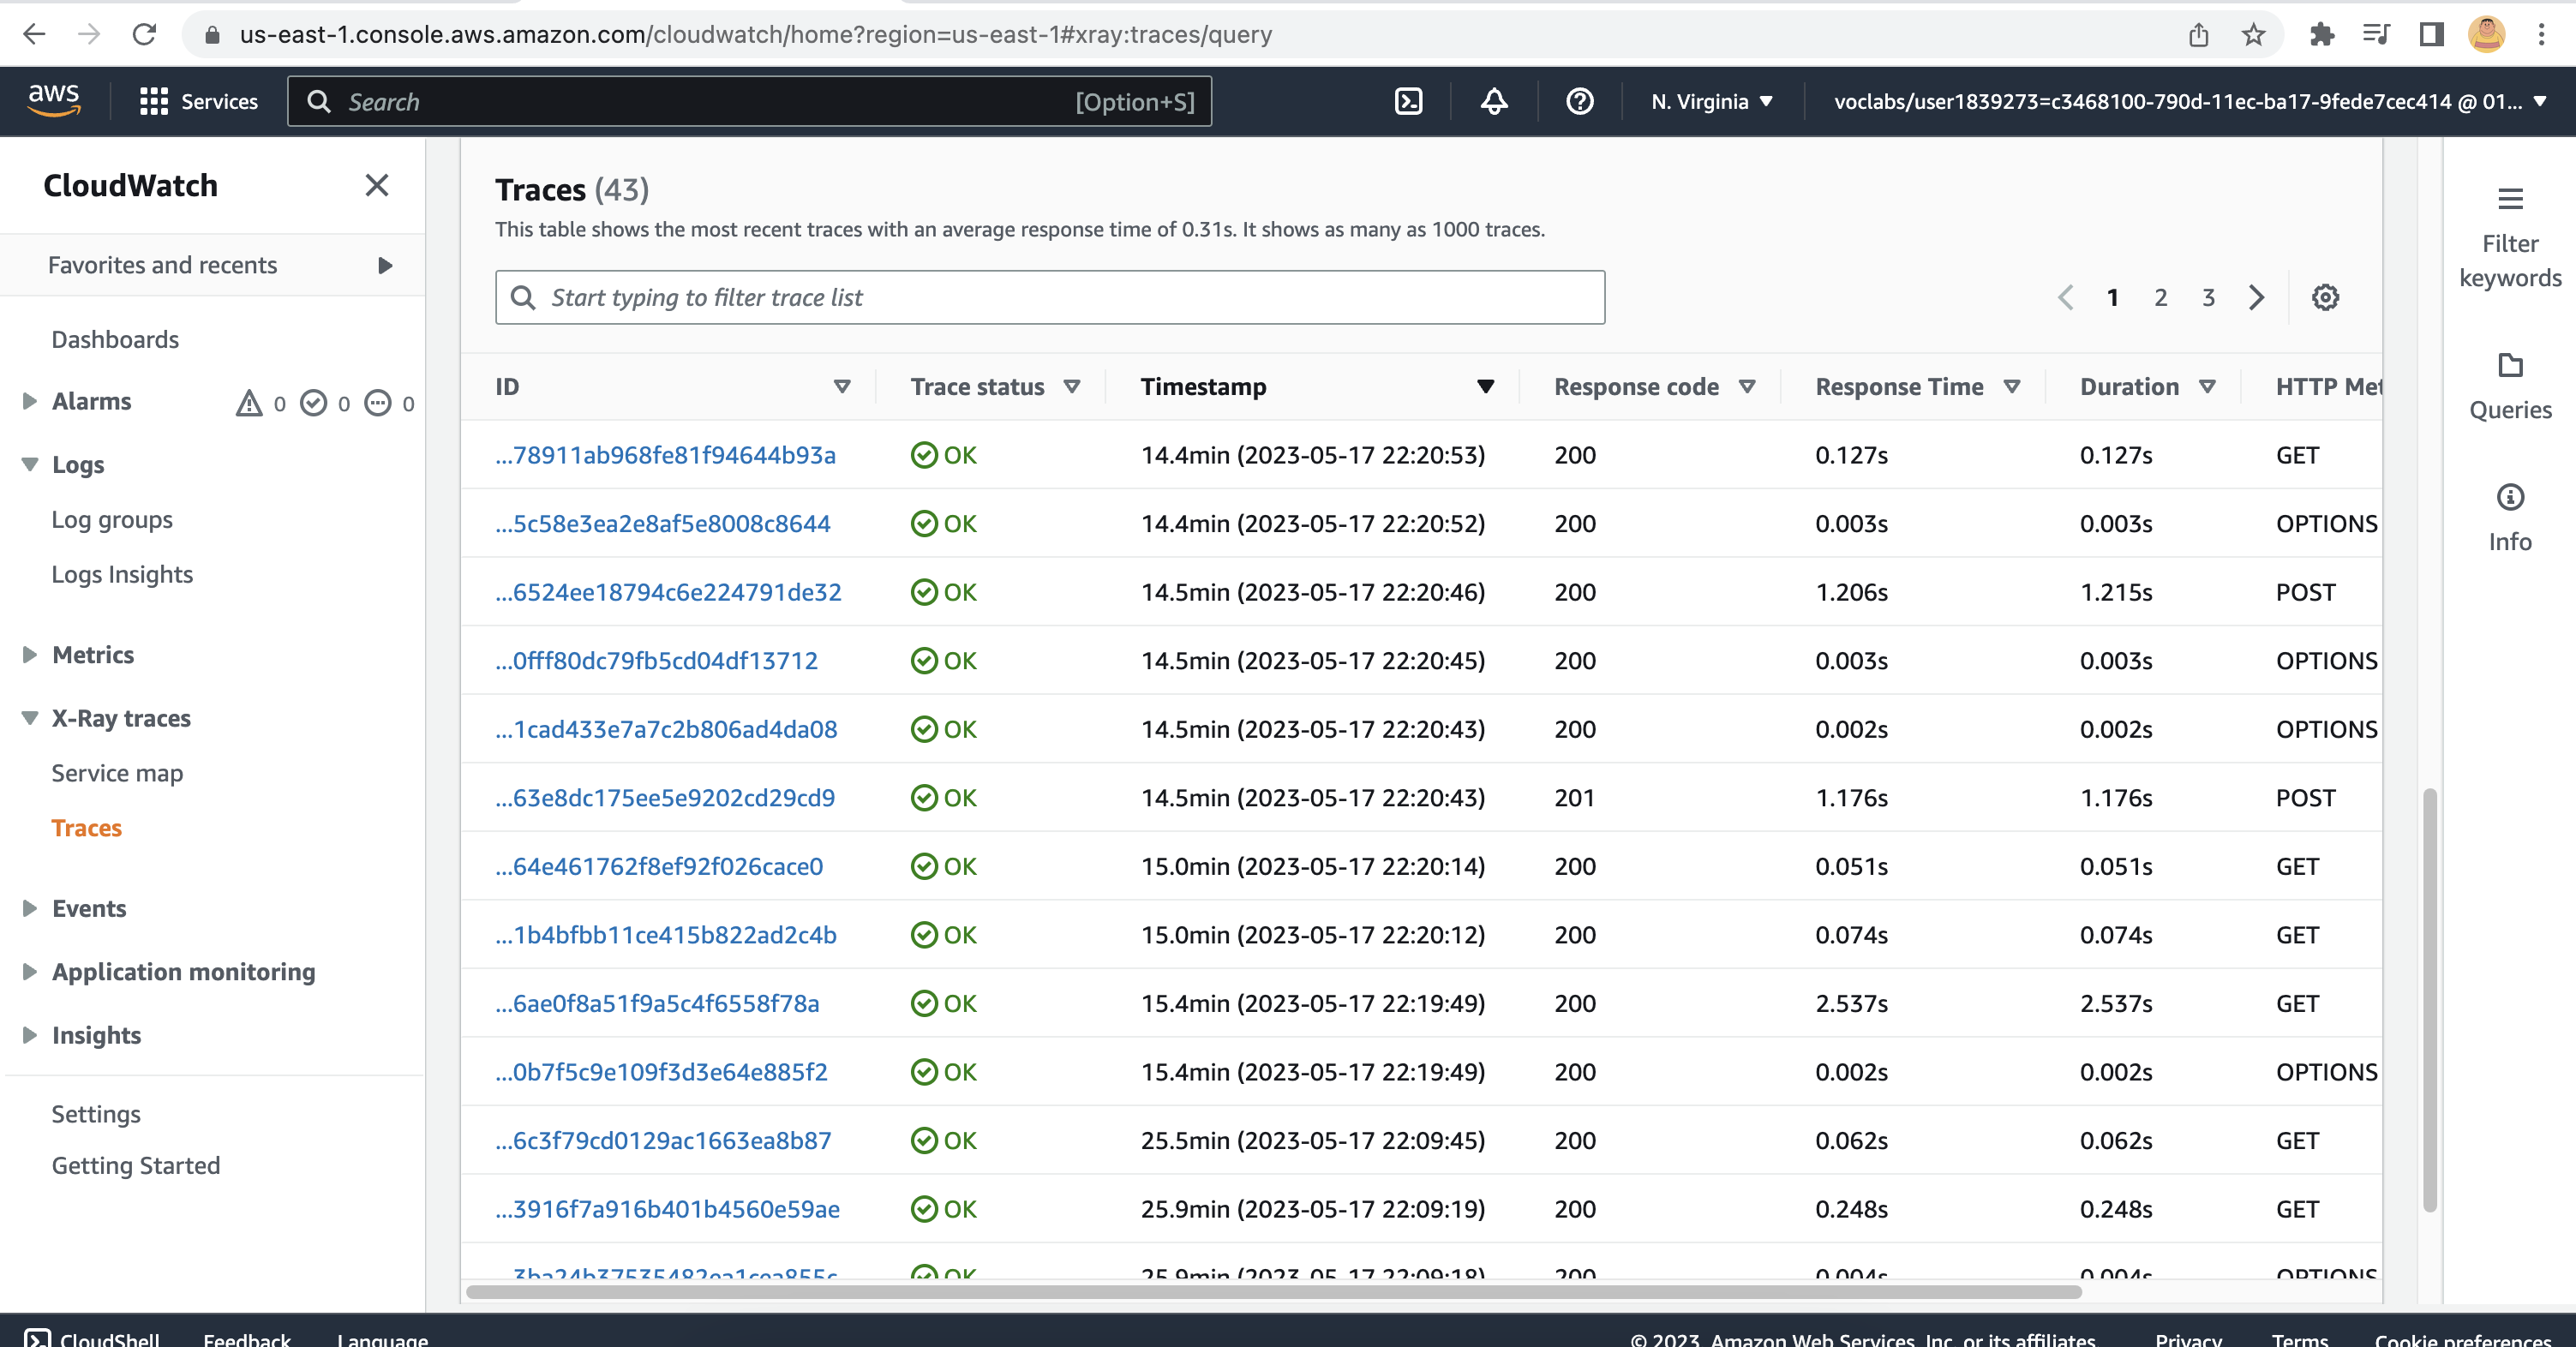 us-east-1.console.aws.amazon.com/cloudwatch/home?region=us-east-1#xray:traces/query
aws Services Search [Option+S] N. Virginia voclabs/user1839273=c3468100-790d-11ec-ba17-9fede7cec414 @ 01...
CloudWatch
Favorites and recents
Dashboards
Alarms 0 0 0
Logs
Log groups
Logs Insights
Metrics
X-Ray traces
Service map
Traces
Events
Application monitoring
Insights
Settings
Getting Started
Traces (43)
This table shows the most recent traces with an average response time of 0.31s. It shows as many as 1000 traces.
Start typing to filter trace list 1 2 3
ID Trace status Timestamp Response code Response Time Duration HTTP Met
...78911ab968fe81f94644b93a OK 14.4min (2023-05-17 22:20:53) 200 0.127s 0.127s GET
...5c58e3ea2e8af5e8008c8644 OK 14.4min (2023-05-17 22:20:52) 200 0.003s 0.003s OPTIONS
...6524ee18794c6e224791de32 OK 14.5min (2023-05-17 22:20:46) 200 1.206s 1.215s POST
...0fff80dc79fb5cd04df13712 OK 14.5min (2023-05-17 22:20:45) 200 0.003s 0.003s OPTIONS
...1cad433e7a7c2b806ad4da08 OK 14.5min (2023-05-17 22:20:43) 200 0.002s 0.002s OPTIONS
...63e8dc175ee5e9202cd29cd9 OK 14.5min (2023-05-17 22:20:43) 201 1.176s 1.176s POST
...64e461762f8ef92f026cace0 OK 15.0min (2023-05-17 22:20:14) 200 0.051s 0.051s GET
...1b4bfbb11ce415b822ad2c4b OK 15.0min (2023-05-17 22:20:12) 200 0.074s 0.074s GET
...6ae0f8a51f9a5c4f6558f78a OK 15.4min (2023-05-17 22:19:49) 200 2.537s 2.537s GET
...0b7f5c9e109f3d3e64e885f2 OK 15.4min (2023-05-17 22:19:49) 200 0.002s 0.002s OPTIONS
...6c3f79cd0129ac1663ea8b87 OK 25.5min (2023-05-17 22:09:45) 200 0.062s 0.062s GET
...3916f7a916b401b4560e59ae OK 25.9min (2023-05-17 22:09:19) 200 0.248s 0.248s GET
...3ba24b37535482ea1cea855c OK 25.9min (2023-05-17 22:09:18) 200 0.004s 0.004s OPTIONS
Filter
keywords
Queries
Info
CloudShell Feedback Language © 2023, Amazon Web Services, Inc. or its affiliates. Privacy Terms Cookie preferences